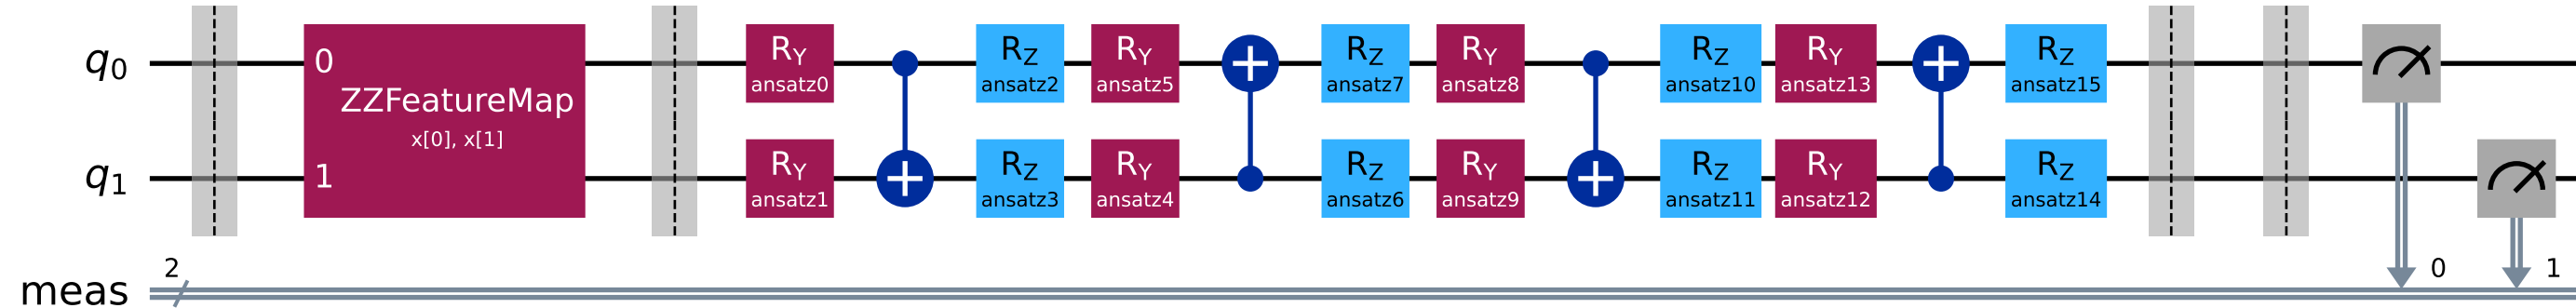 q0 0 RY RZ RY RZ RY RZ RY RZ
ZZFeatureMap ansatz0 ansatz2 ansatz5 ansatz7 ansatz8 ansatz10 ansatz13 ansatz15
x[0], x[1]
q1 1 RY RZ RY RZ RY RZ RY RZ
ansatz1 ansatz3 ansatz4 ansatz6 ansatz9 ansatz11 ansatz12 ansatz14
2 0 1
meas